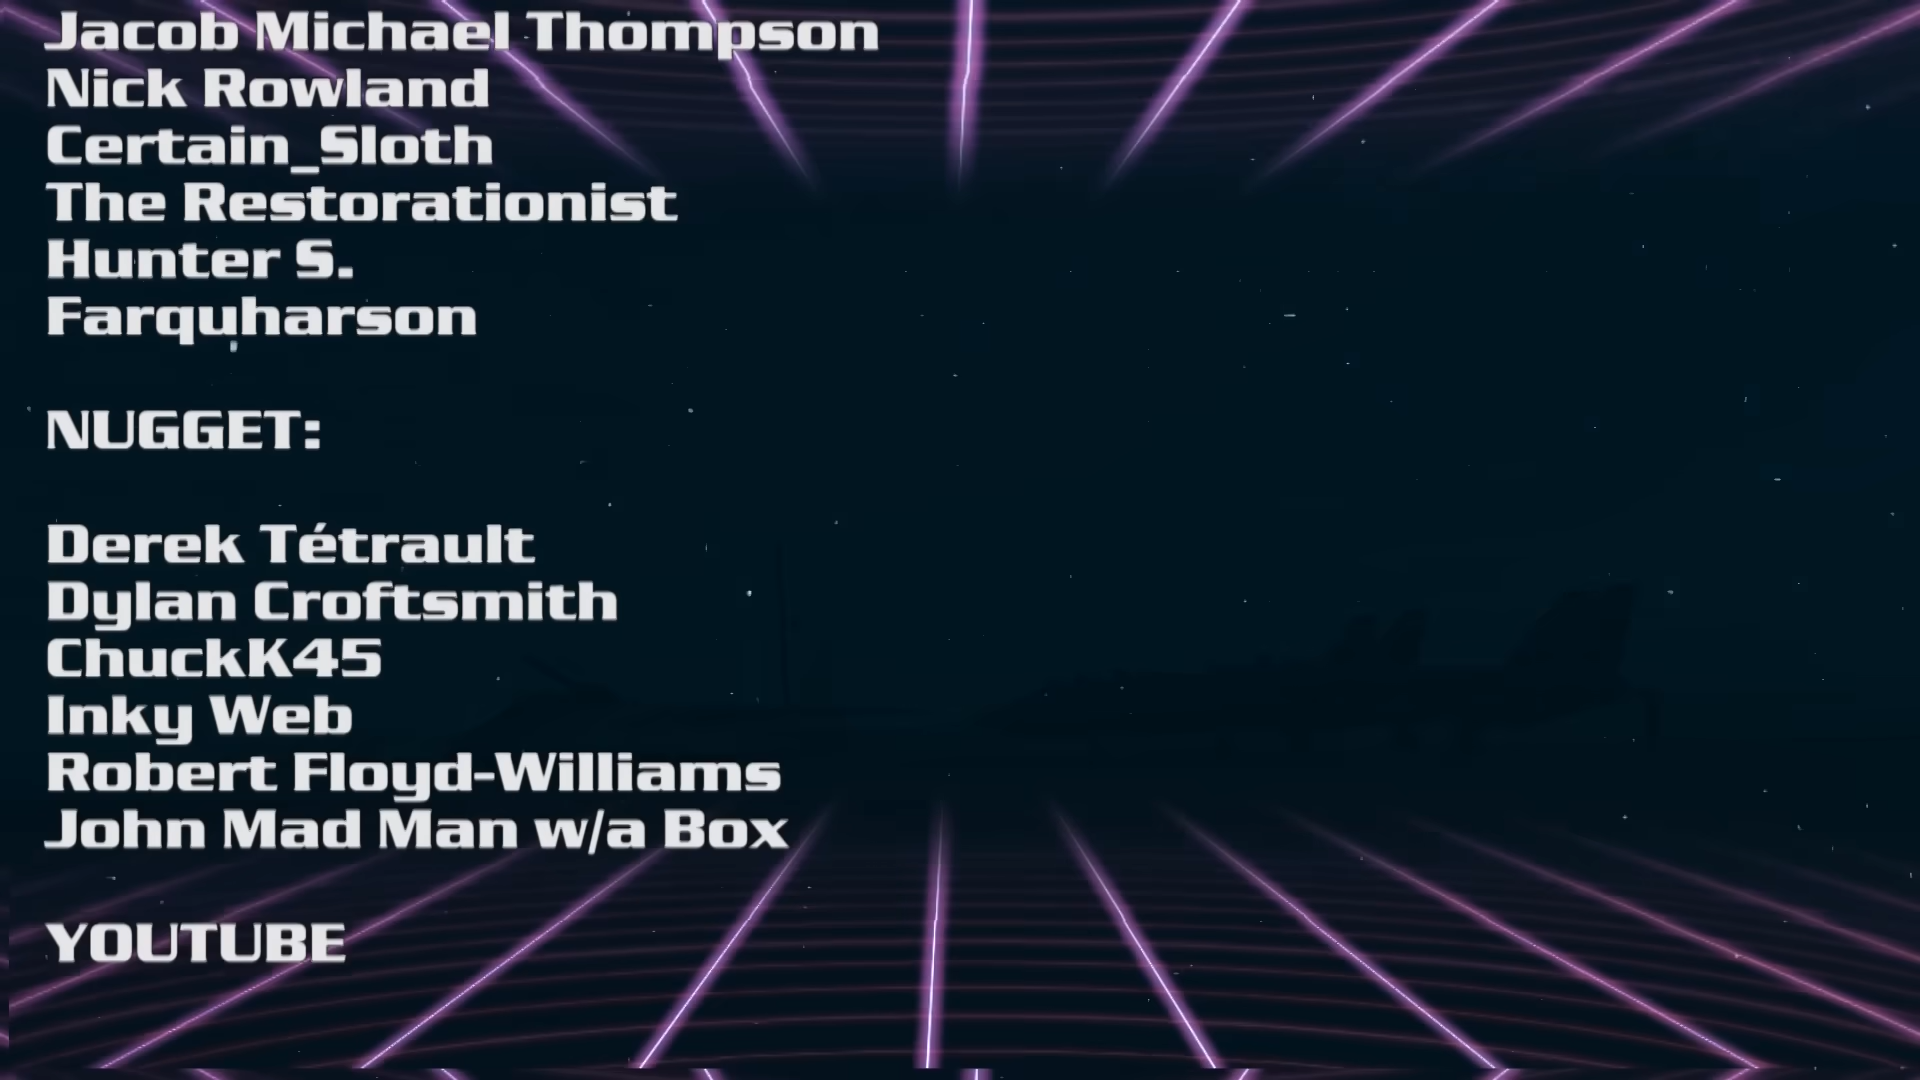 Jacob Michael Thompson
Nick Rowland
Certain_Sloth
The Restorationist
Hunter S.
Farquharson
NUGGET:
Derek Tétrault
Dylan Croftsmith
ChuckK45
Inky Web
Robert Floyd-Williams
John Mad Man w/a Box
YOUTUBE